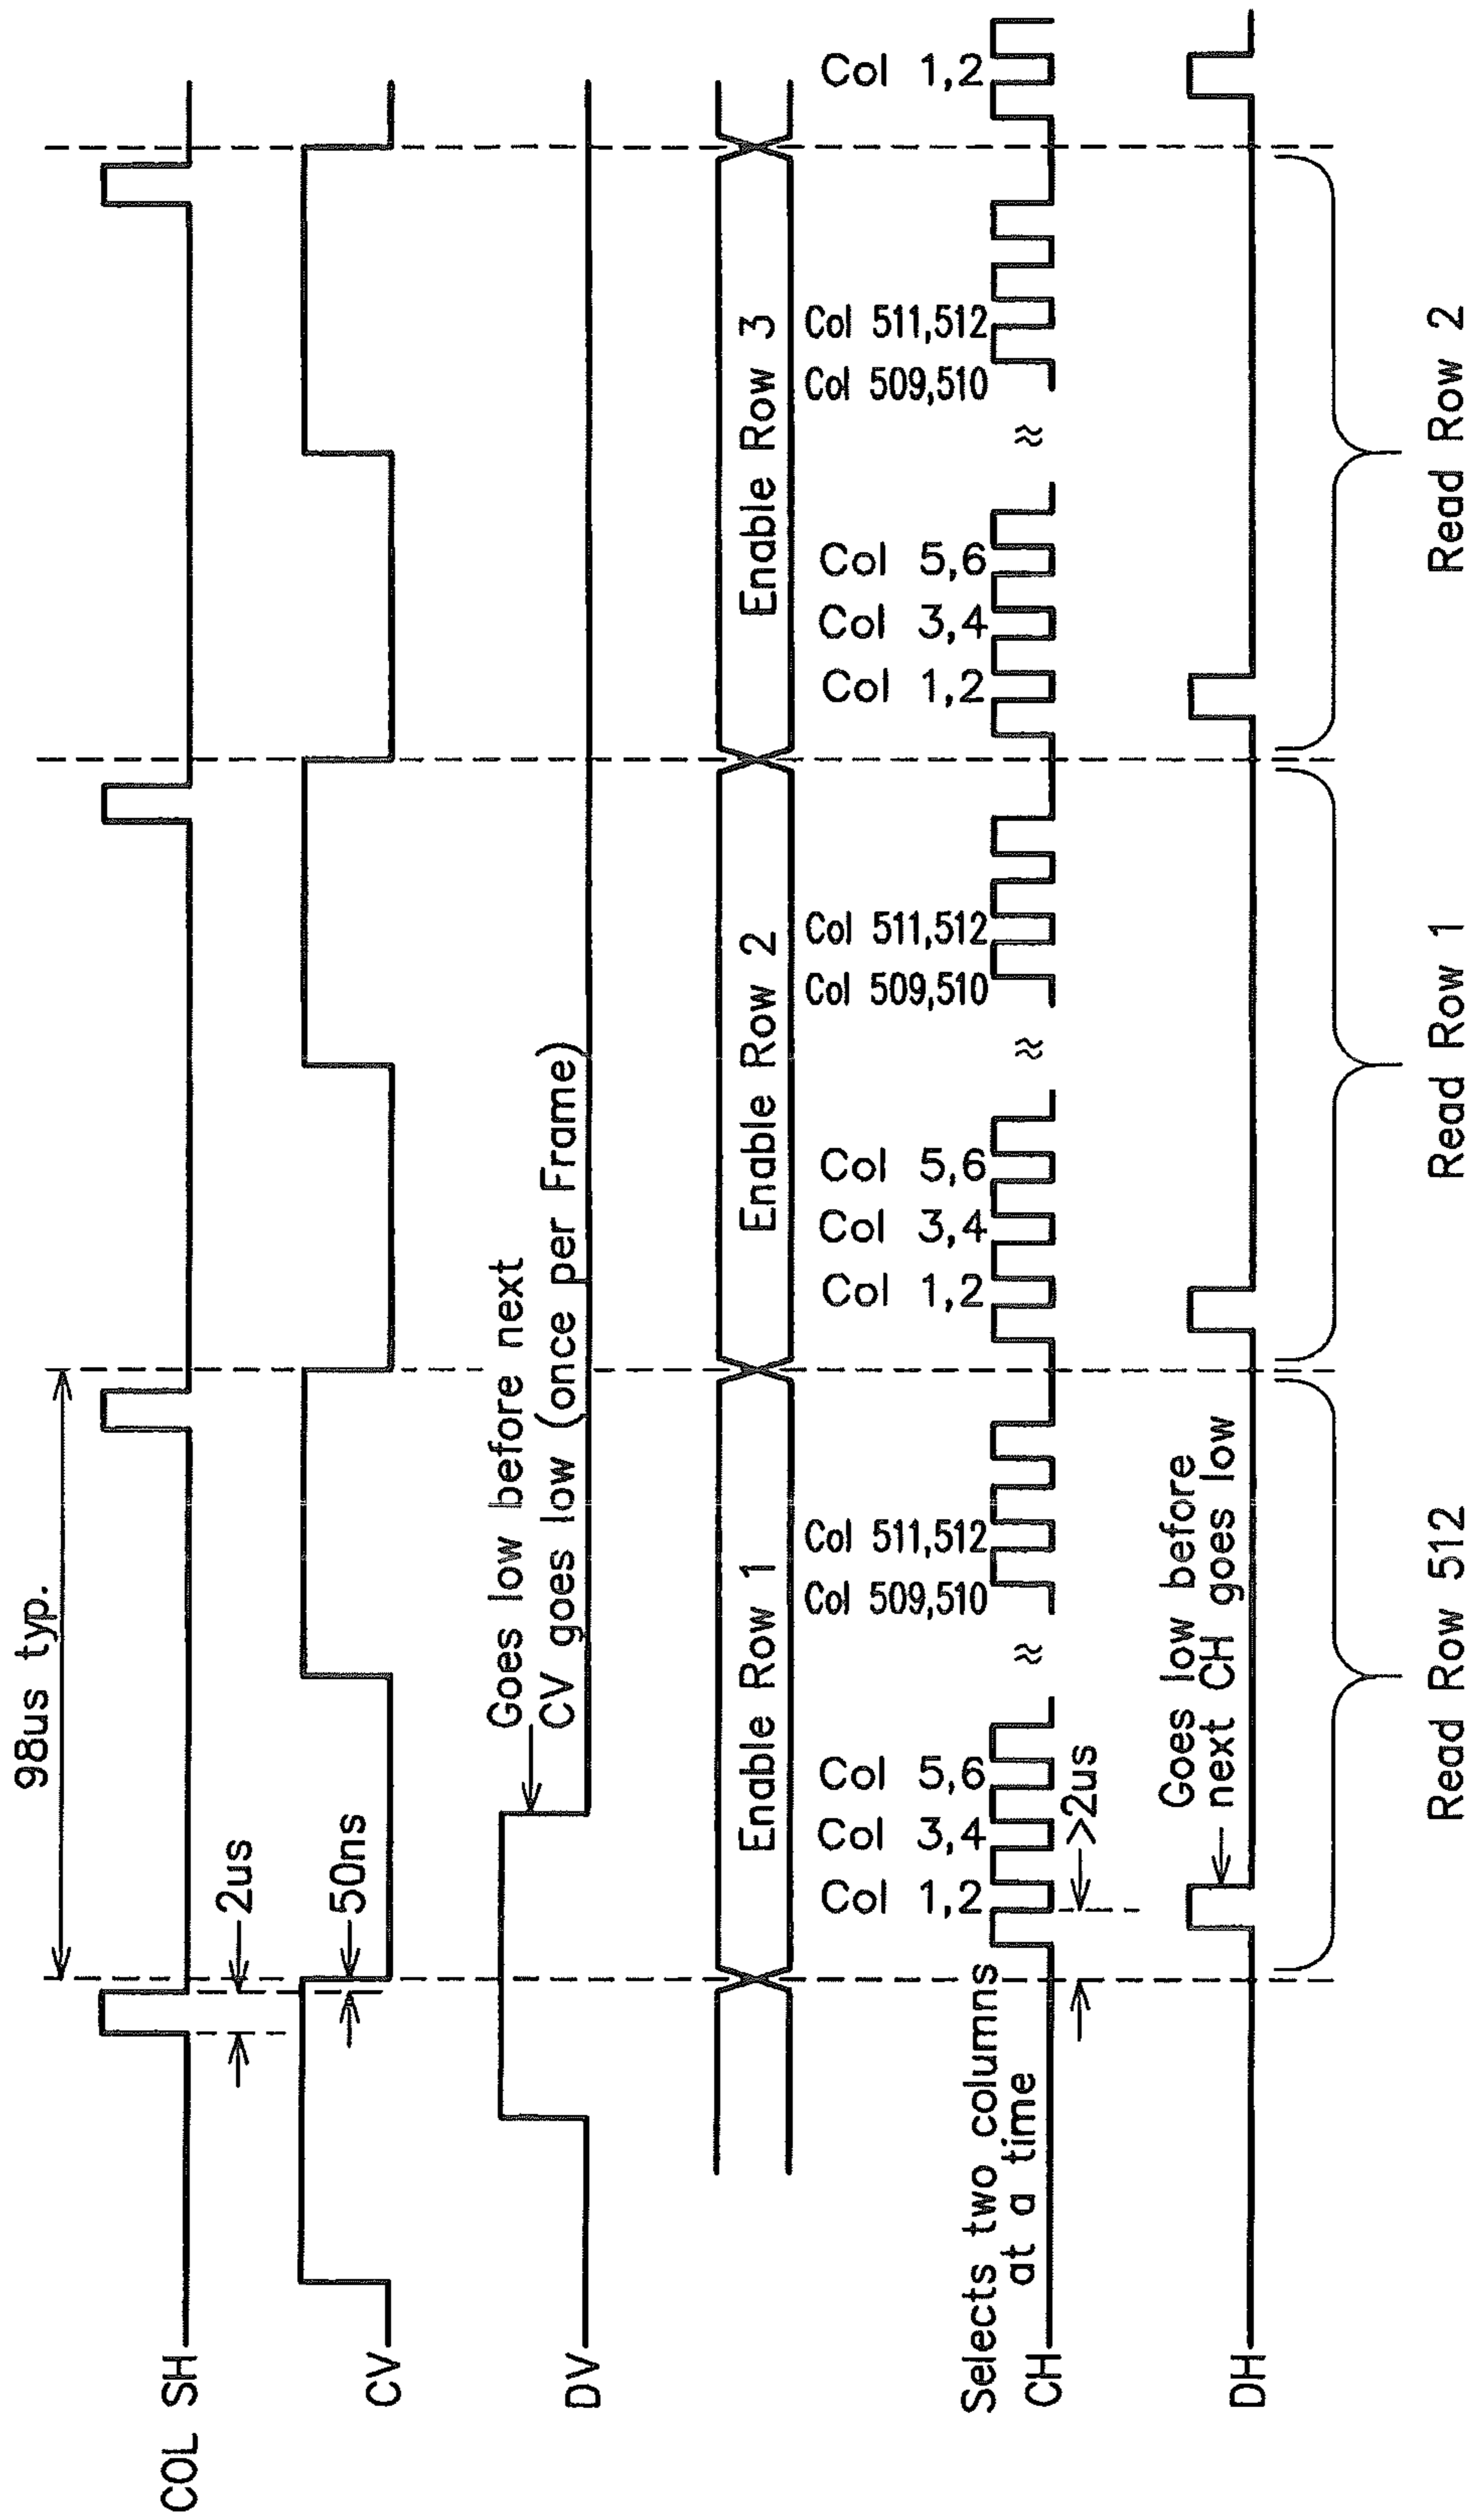 98us typ.
COL SH
2us
CV
50ns
DV
Goes low before next
CV goes low (once per Frame)
Enable Row 1
Enable Row 2
Enable Row 3
Selects two columns
at a time
CH
Col 1,2
Col 3,4
Col 5,6
≈
Col 509,510
Col 511,512
Col 1,2
Col 3,4
Col 5,6
≈
Col 509,510
Col 511,512
Col 1,2
Col 3,4
Col 5,6
≈
Col 509,510
Col 511,512
Col 1,2
>2us
DH
Goes low before
next CH goes low
Read Row 512
Read Row 1
Read Row 2